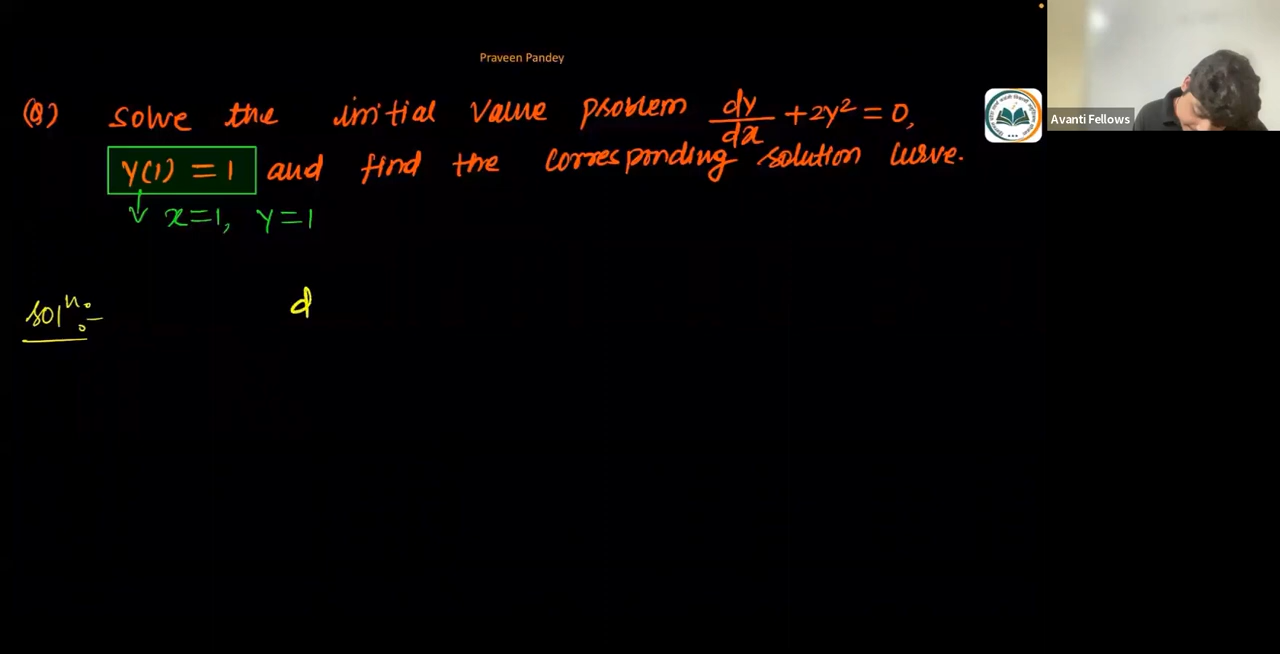 Praveen Pandey
(Q) solve the initial value problem dy/dx + 2y² = 0,
y(1) = 1 and find the corresponding solution curve.
↓ x=1, y=1
Avanti Fellows
solⁿ:-
d